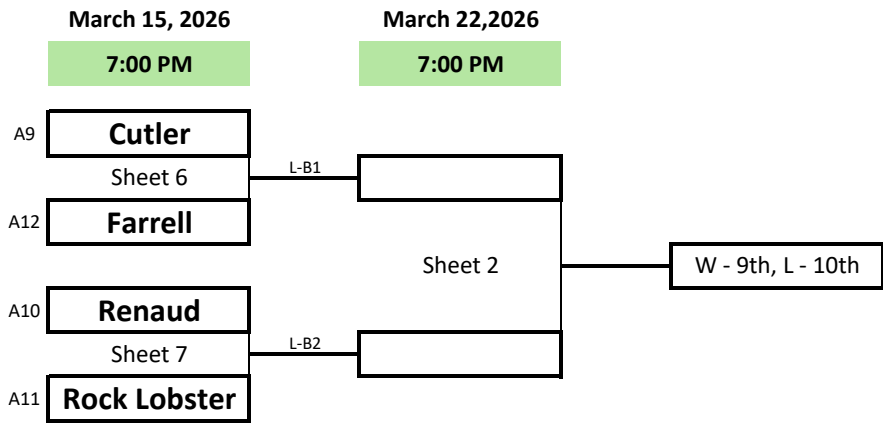 March 15, 2026
March 22,2026
7:00 PM
7:00 PM
A9
Cutler
Sheet 6
L-B1
A12
Farrell
Sheet 2
W - 9th, L - 10th
A10
Renaud
Sheet 7
L-B2
A11
Rock Lobster